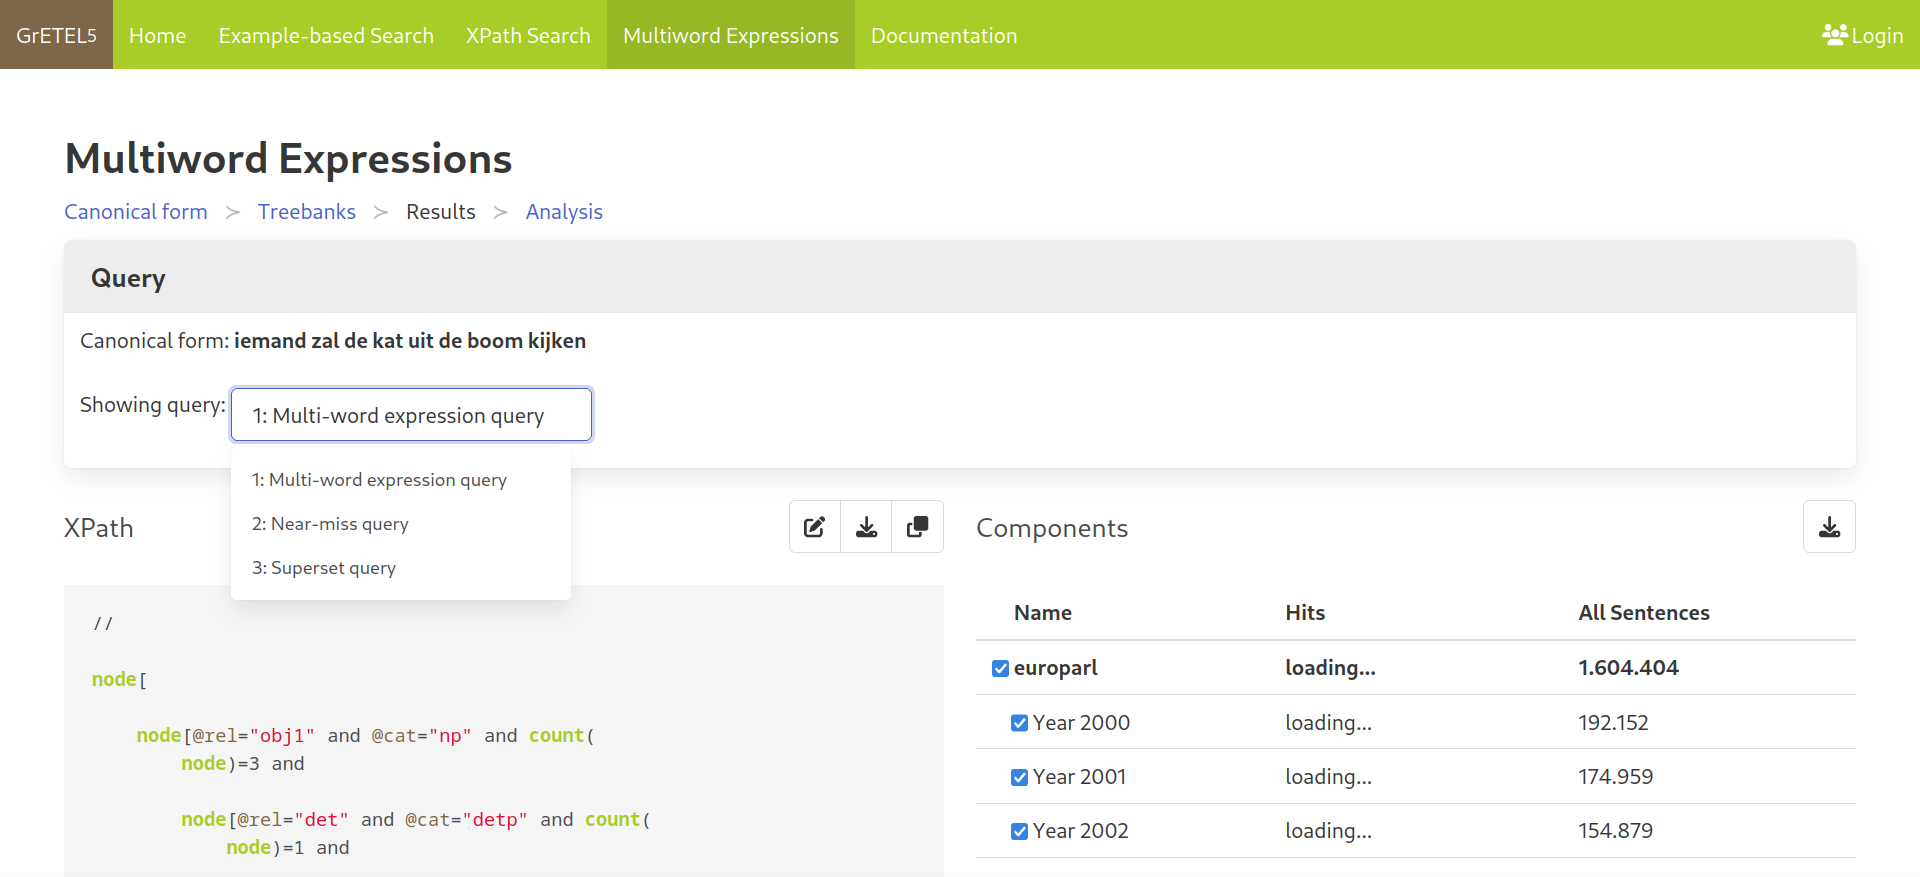 GrETEL5 Home Example-based Search XPath Search Multiword Expressions Documentation Login
Multiword Expressions
Canonical form ≻ Treebanks ≻ Results ≻ Analysis
Query
Canonical form: iemand zal de kat uit de boom kijken
Showing query: 1: Multi-word expression query
1: Multi-word expression query
2: Near-miss query
3: Superset query
XPath
//
node[
node[@rel="obj1" and @cat="np" and count(
node)=3 and
node[@rel="det" and @cat="detp" and count(
node)=1 and
Components
Name Hits All Sentences
europarl loading... 1.604.404
Year 2000 loading... 192.152
Year 2001 loading... 174.959
Year 2002 loading... 154.879